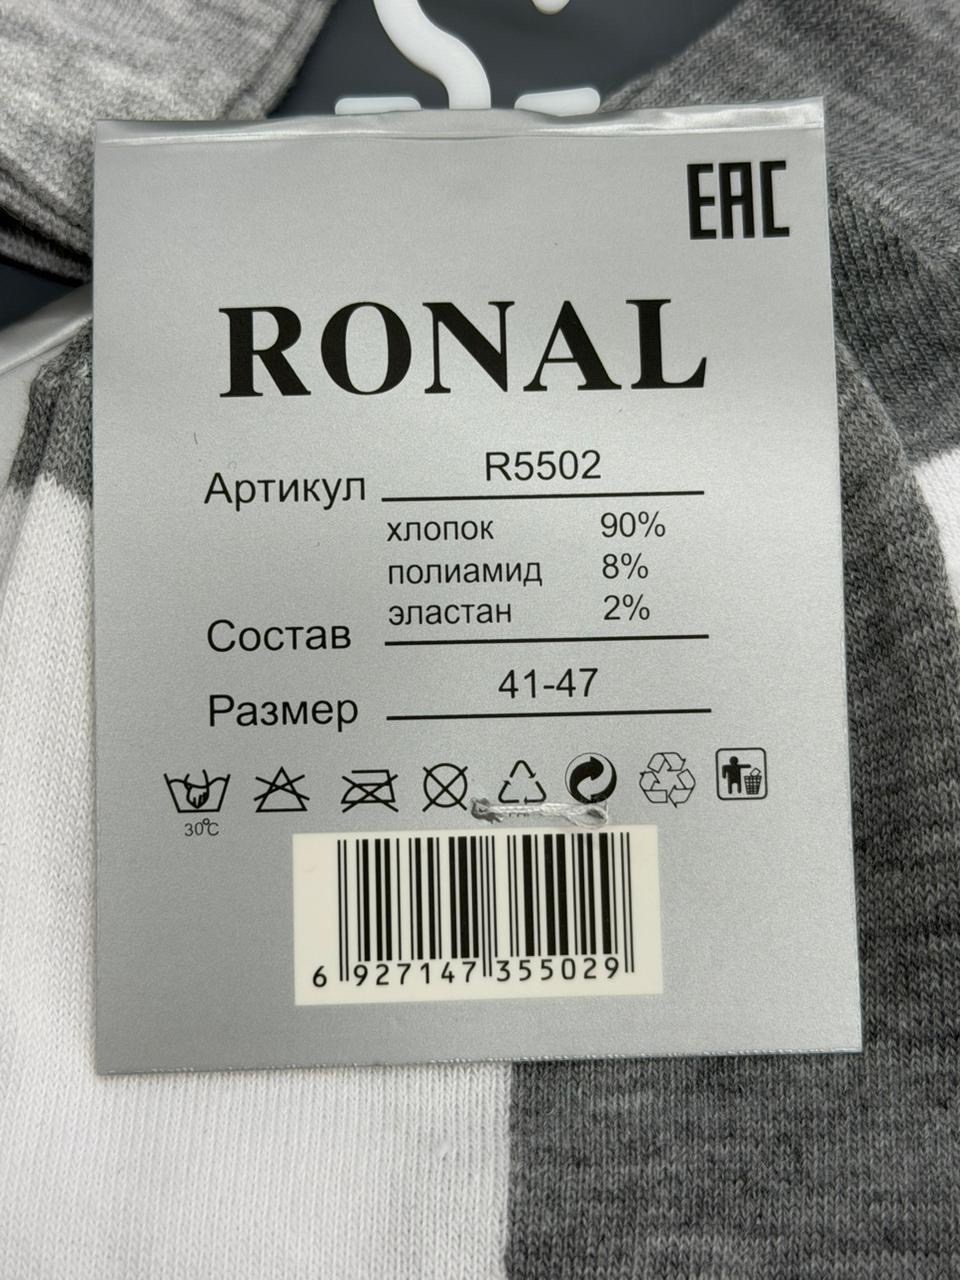 EAC
RONAL
Артикул R5502
хлопок 90%
полиамид 8%
эластан 2%
Состав
Размер 41-47
30°C
6 927147 355029